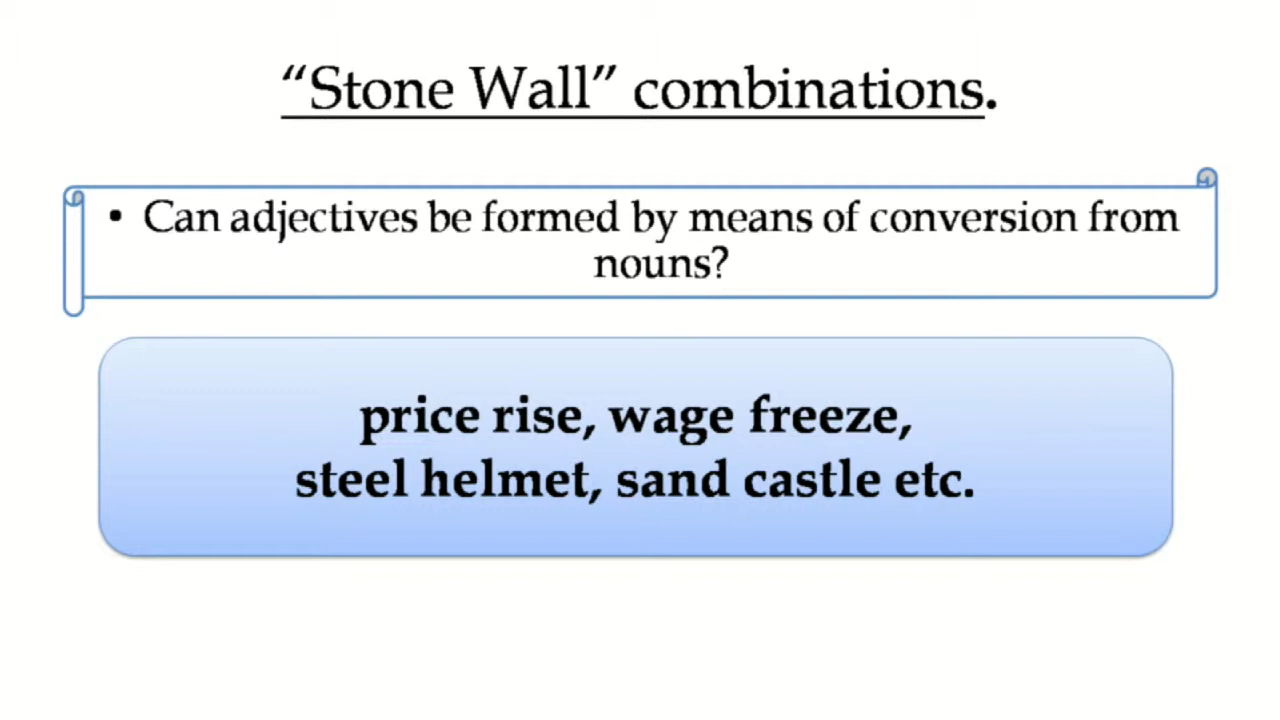 “Stone Wall” combinations.
• Can adjectives be formed by means of conversion from
nouns?
price rise, wage freeze,
steel helmet, sand castle etc.